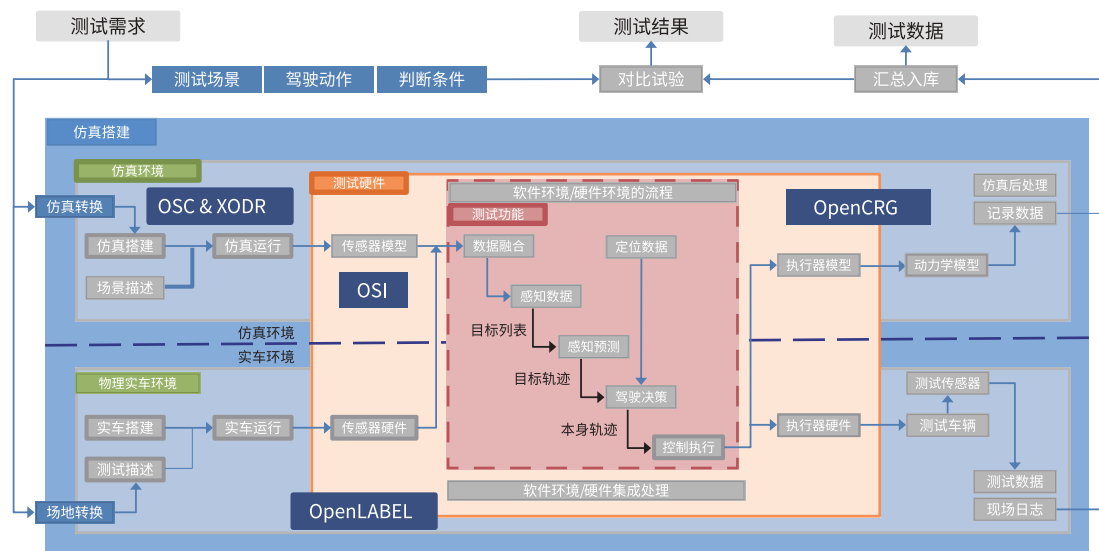 测试需求
测试结果
测试数据
测试场景
驾驶动作
判断条件
对比试验
汇总入库
仿真搭建
仿真环境
测试硬件
软件环境/硬件环境的流程
仿真后处理
仿真转换
OSC & XODR
测试功能
OpenCRG
记录数据
仿真搭建
仿真运行
传感器模型
数据融合
定位数据
执行器模型
动力学模型
场景描述
OSI
感知数据
目标列表
仿真环境
感知预测
实车环境
目标轨迹
物理实车环境
驾驶决策
测试传感器
实车搭建
实车运行
传感器硬件
本身轨迹
执行器硬件
测试车辆
控制执行
测试描述
测试数据
软件环境/硬件集成处理
场地转换
OpenLABEL
现场日志